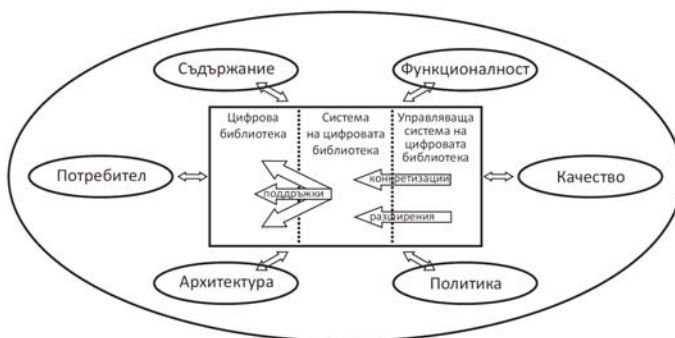 Съдържание
Функционалност
Цифрова
библиотека
Система
на цифровата
библиотека
Управляваща
система на
цифровата
библиотека
Потребител
поддръжки
конкретизации
разширения
Качество
Архитектура
Политика